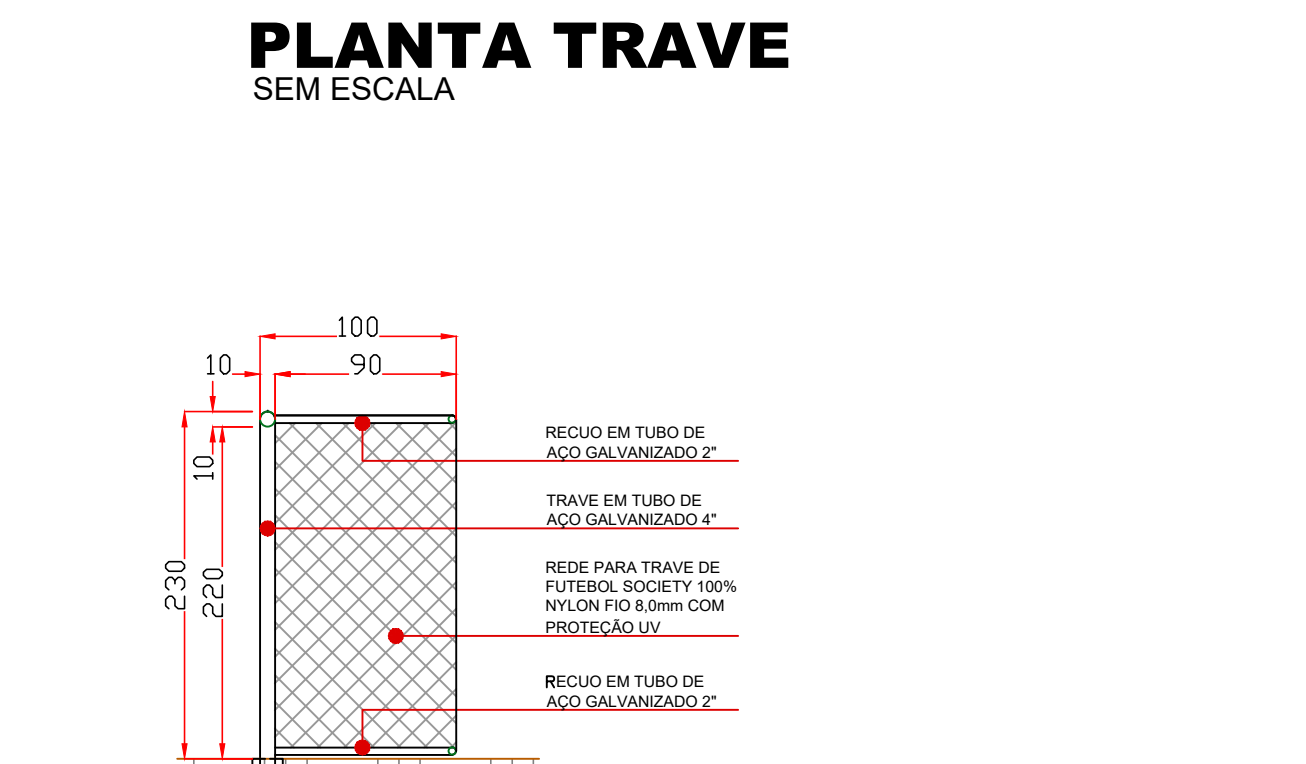 PLANTA TRAVE
SEM ESCALA
100
10
90
10
230
220
RECUO EM TUBO DE
AÇO GALVANIZADO 2"
TRAVE EM TUBO DE
AÇO GALVANIZADO 4"
REDE PARA TRAVE DE
FUTEBOL SOCIETY 100%
NYLON FIO 8,0mm COM
PROTEÇÃO UV
RECUO EM TUBO DE
AÇO GALVANIZADO 2"